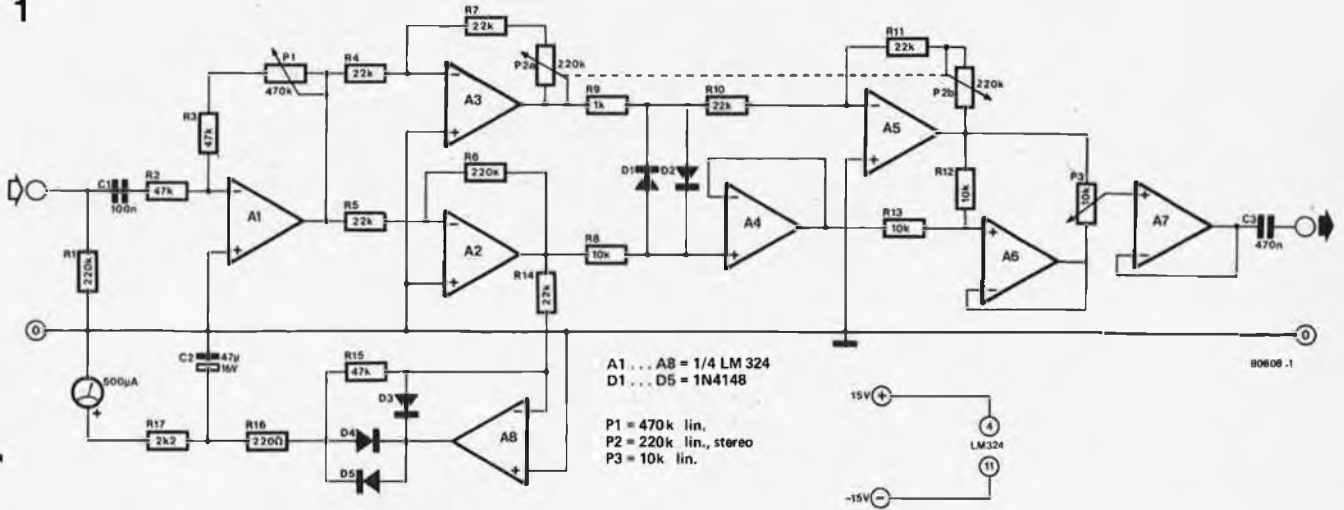 1
P1
470k
R3
47k
R4
22k
R7
22k
P2a
220k
A3
R9
1k
R10
22k
R11
22k
P2b
220k
A5
C1
100n
R2
47k
A1
R1
220k
R5
22k
R6
220k
A2
R8
10k
D1
D2
A4
R12
10k
R13
10k
A6
P3
10k
A7
C3
470n
R14
22k
0
0
C2
47µ
16V
500µA
+
R17
2k2
R16
220Ω
R15
47k
D3
D4
D5
A8
A1 . . . A8 = 1/4 LM 324
D1 . . . D5 = 1N4148
P1 = 470k lin.
P2 = 220k lin., stereo
P3 = 10k lin.
15V +
4
LM324
11
-15V −
80608 .1